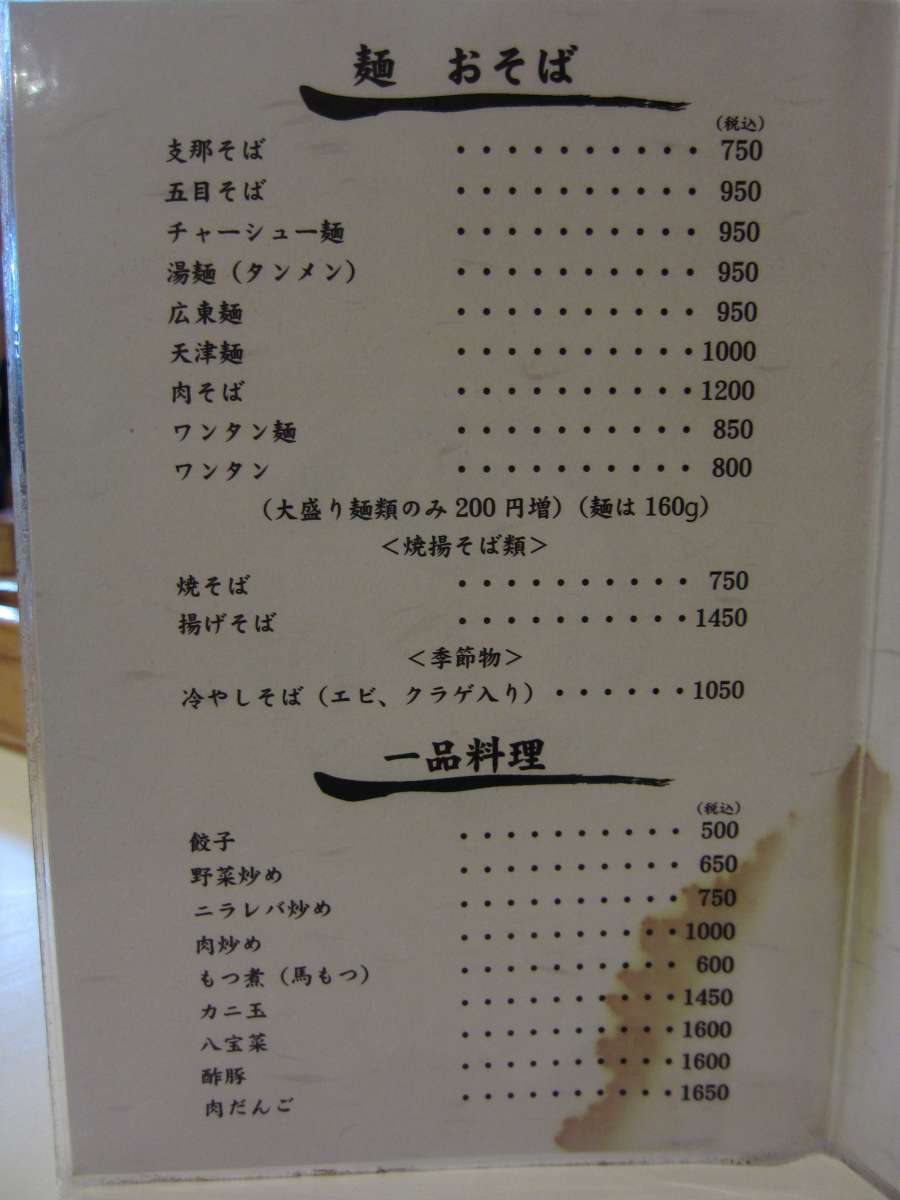 麺 おそば
(税込)
支那そば ・・・・・・・・・・ 750
五目そば ・・・・・・・・・・ 950
チャーシュー麺 ・・・・・・・・・・ 950
湯麺(タンメン) ・・・・・・・・・・ 950
広東麺 ・・・・・・・・・・ 950
天津麺 ・・・・・・・・・・ 1000
肉そば ・・・・・・・・・・ 1200
ワンタン麺 ・・・・・・・・・・ 850
ワンタン ・・・・・・・・・・ 800
(大盛り麺類のみ 200 円増)(麺は 160g)
<焼揚そば類>
焼そば ・・・・・・・・・・ 750
揚げそば ・・・・・・・・・・ 1450
<季節物>
冷やしそば(エビ、クラゲ入り) ・・・・・・ 1050
一品料理
(税込)
餃子 ・・・・・・・・・・ 500
野菜炒め ・・・・・・・・・・ 650
ニラレバ炒め ・・・・・・・・・・ 750
肉炒め ・・・・・・・・・・ 1000
もつ煮(馬もつ) ・・・・・・・・・・ 600
カニ玉 ・・・・・・・・・・ 1450
八宝菜 ・・・・・・・・・・ 1600
酢豚 ・・・・・・・・・・ 1600
肉だんご ・・・・・・・・・・ 1650